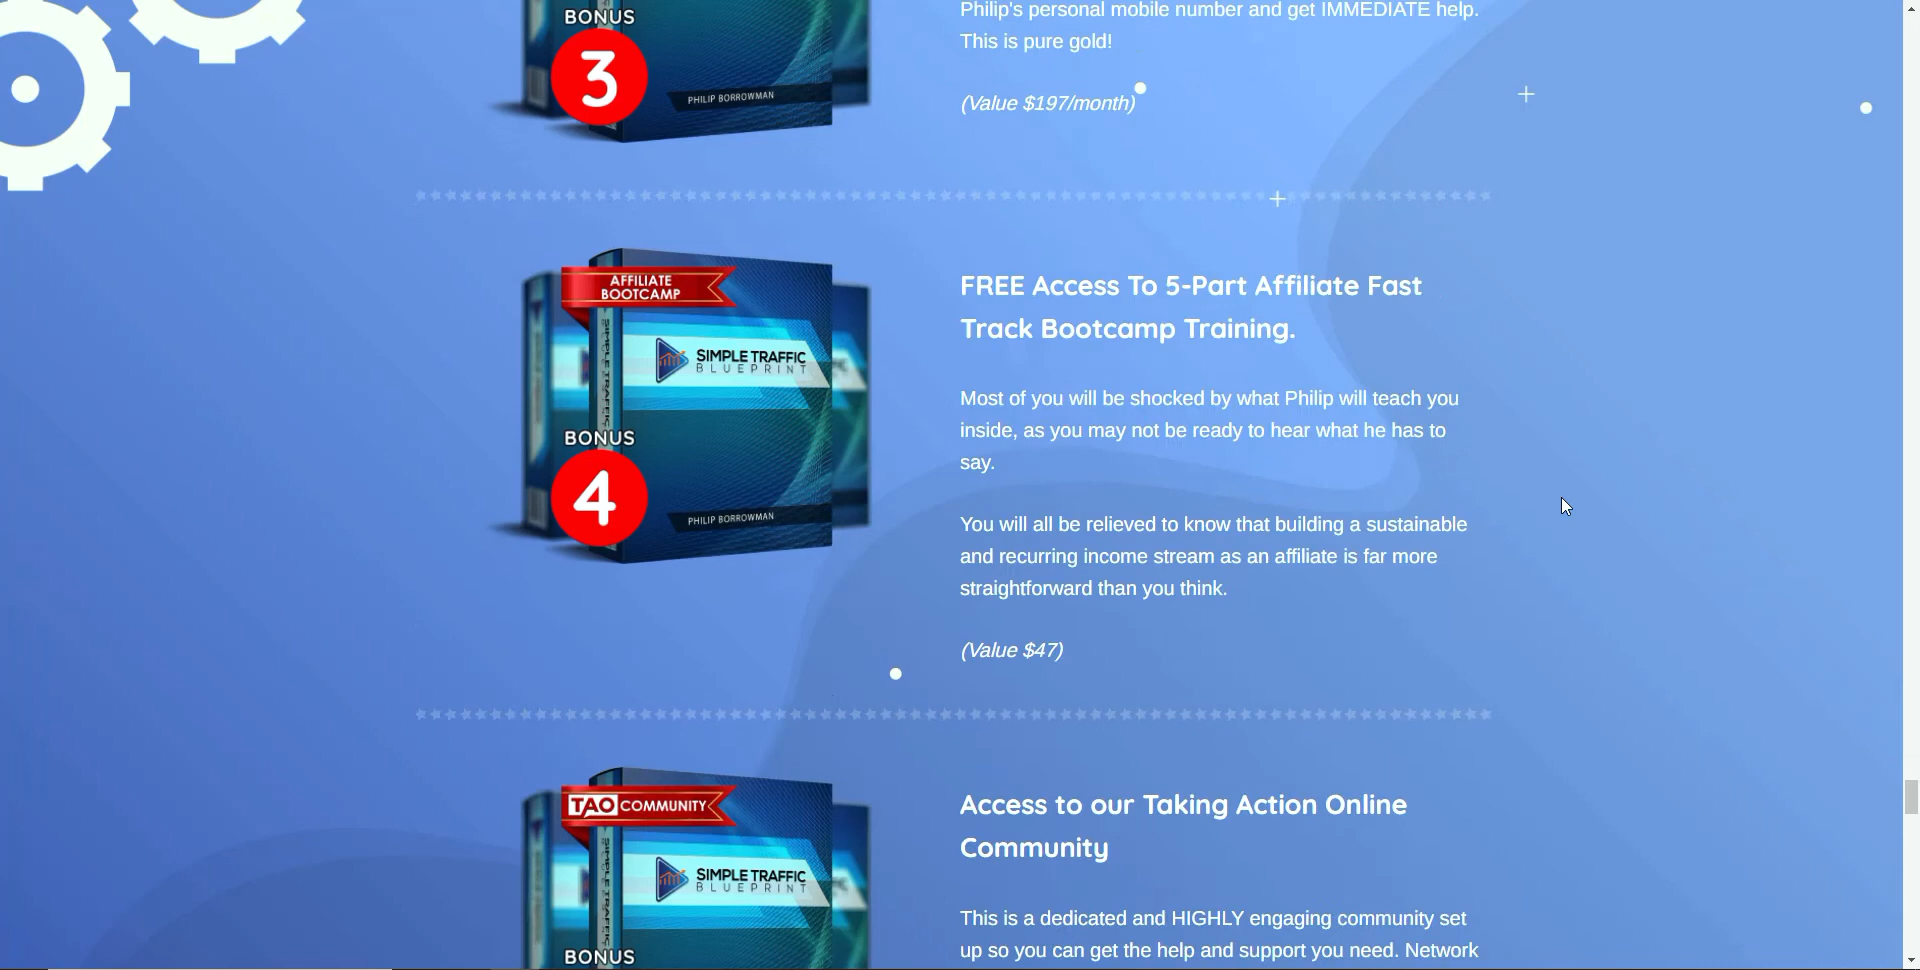 BONUS
3
PHILIP BORROWMAN
Philip's personal mobile number and get IMMEDIATE help.
This is pure gold!
(Value $197/month)
AFFILIATE
BOOTCAMP
SIMPLE TRAFFIC
BLUEPRINT
SIMPLE TRAFFIC
BONUS
4
PHILIP BORROWMAN
FREE Access To 5-Part Affiliate Fast
Track Bootcamp Training.
Most of you will be shocked by what Philip will teach you
inside, as you may not be ready to hear what he has to
say.
You will all be relieved to know that building a sustainable
and recurring income stream as an affiliate is far more
straightforward than you think.
(Value $47)
TAO COMMUNITY
SIMPLE TRAFFIC
BLUEPRINT
SIMPLE TRAFFIC
BONUS
Access to our Taking Action Online
Community
This is a dedicated and HIGHLY engaging community set
up so you can get the help and support you need. Network